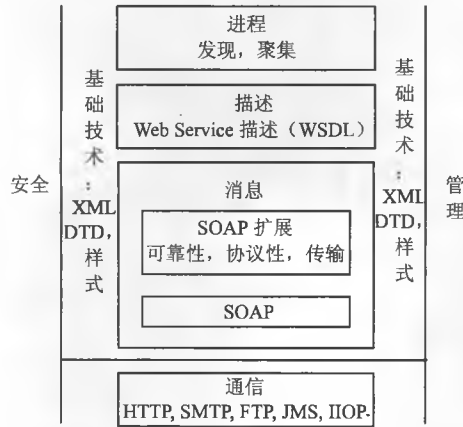 进程
发现，聚集
描述
Web Service 描述（WSDL）
消息
SOAP 扩展
可靠性，协议性，传输
SOAP
通信
HTTP, SMTP, FTP, JMS, IIOP-
安全
基础技术：XML DTD，样式
基础技术：XML DTD，样式
管理